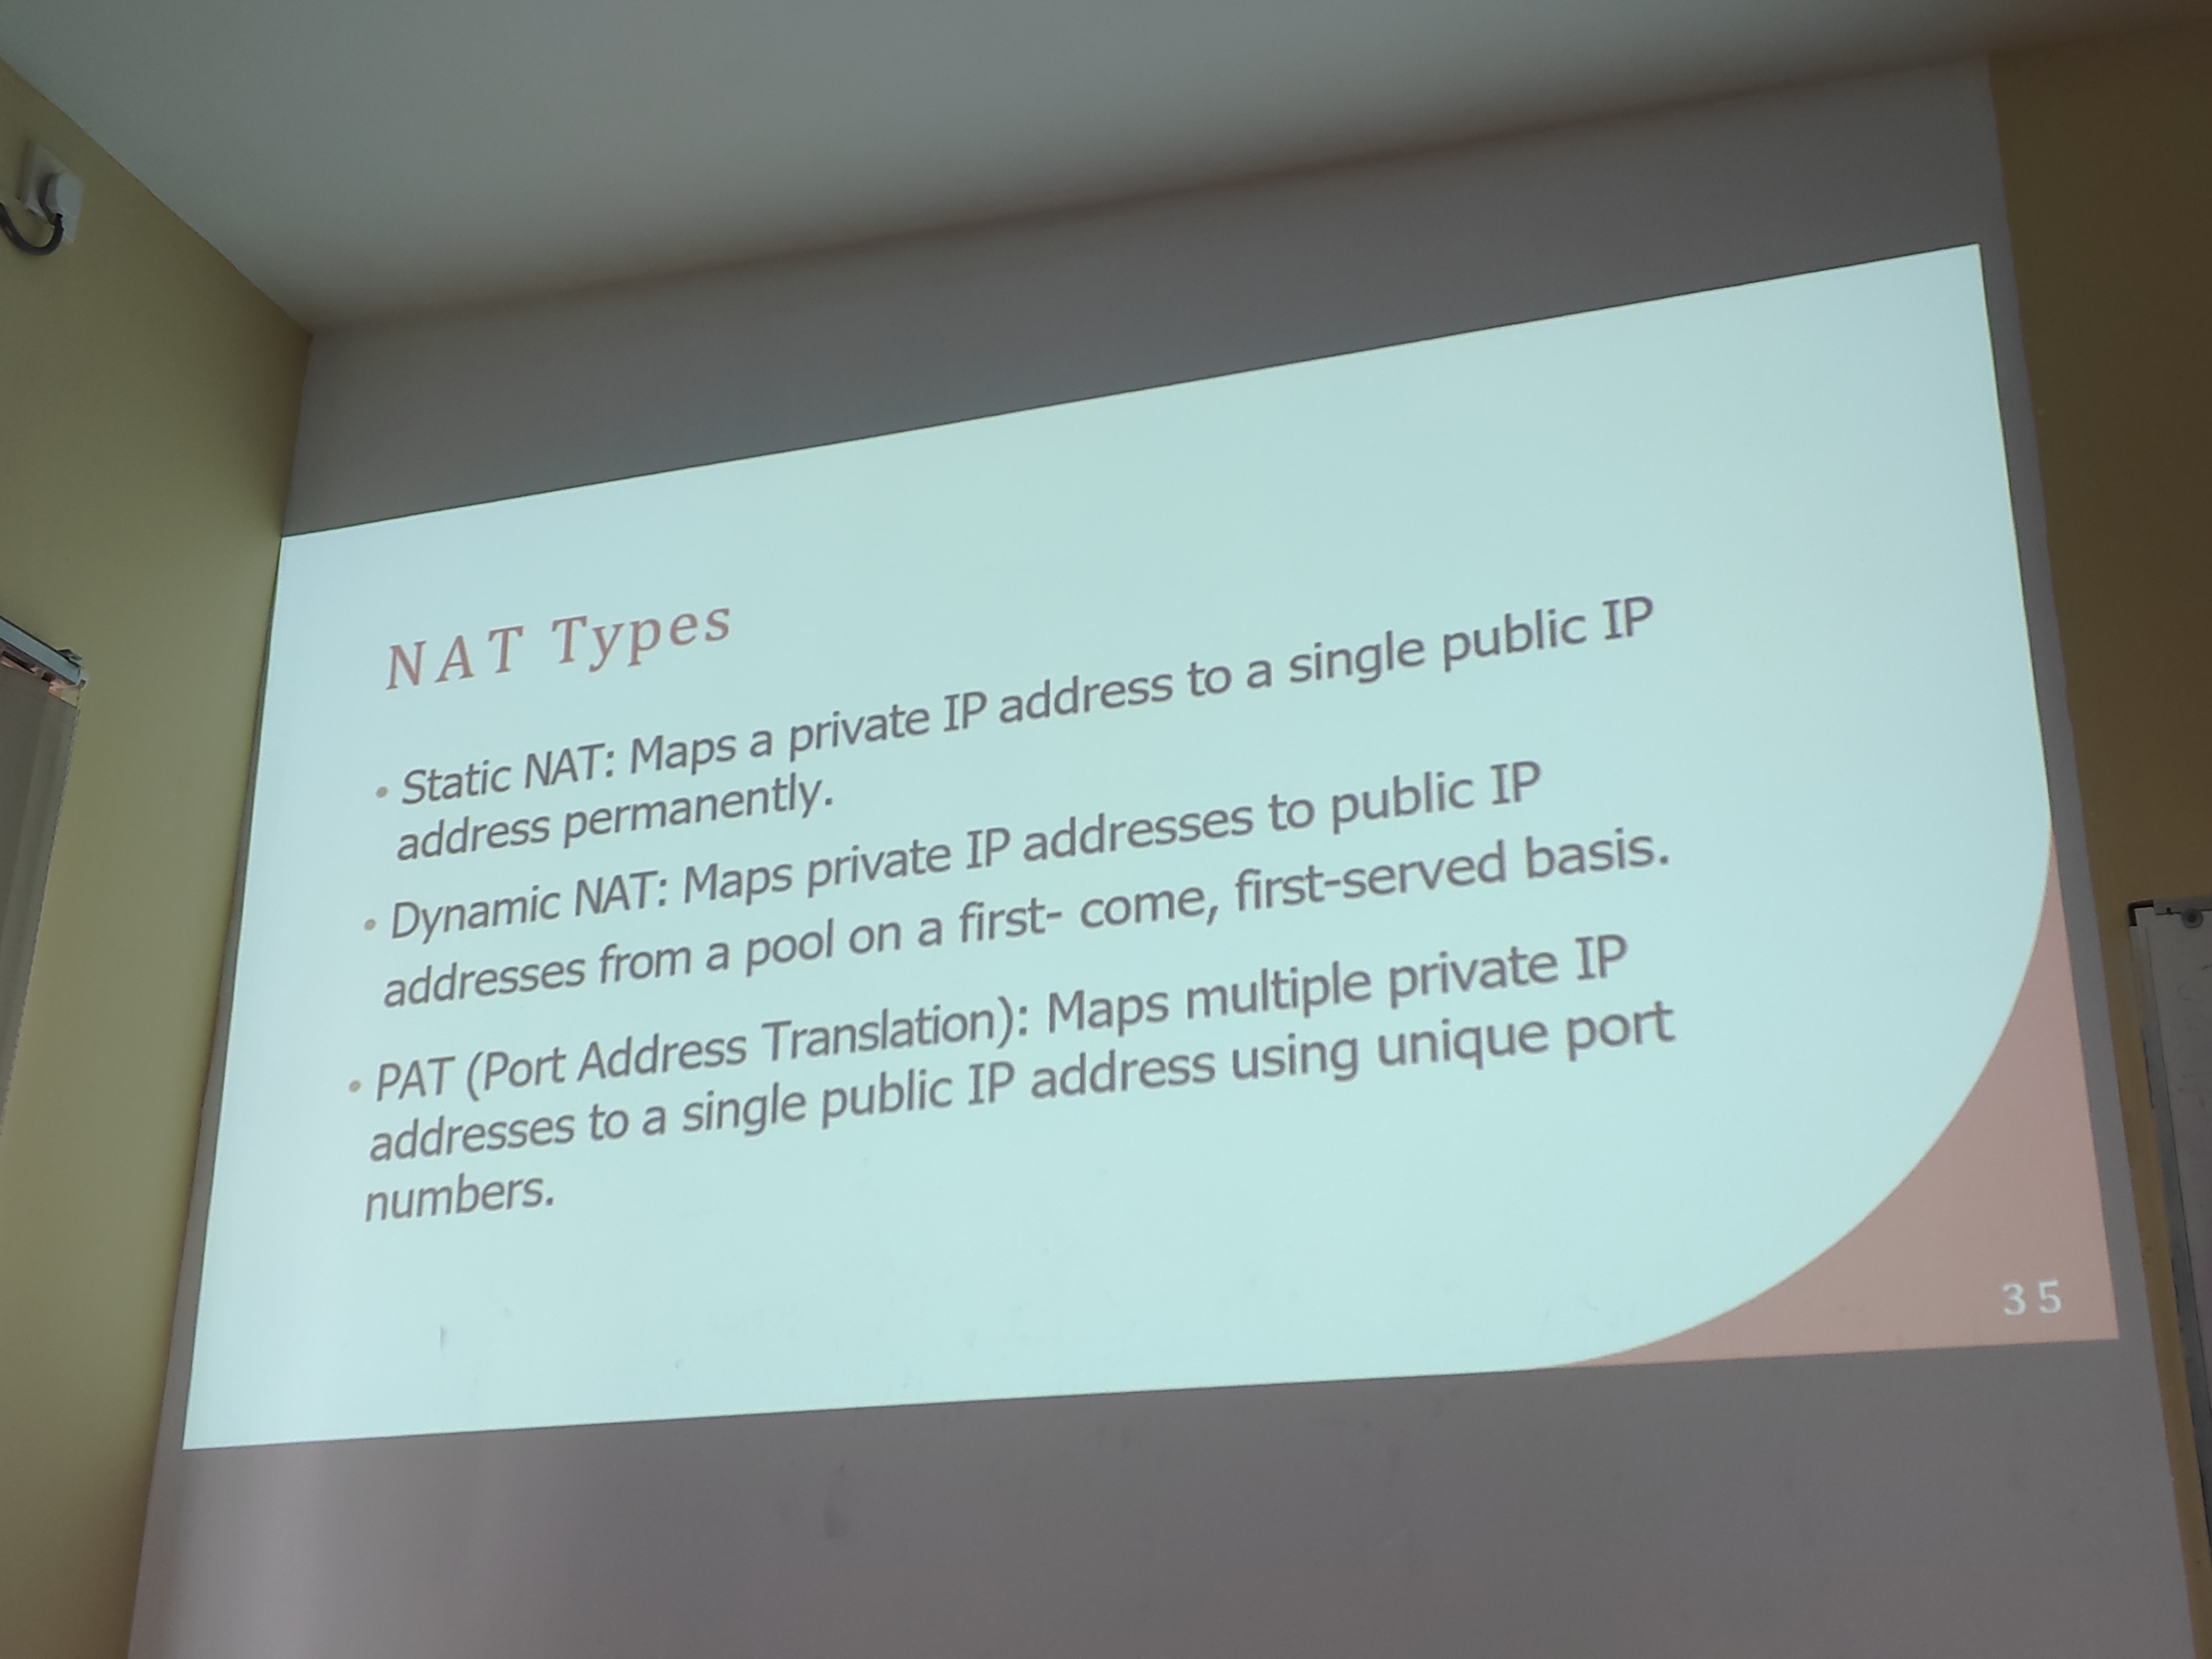 NAT Types
• Static NAT: Maps a private IP address to a single public IP
address permanently.
• Dynamic NAT: Maps private IP addresses to public IP
addresses from a pool on a first- come, first-served basis.
• PAT (Port Address Translation): Maps multiple private IP
addresses to a single public IP address using unique port
numbers.
35